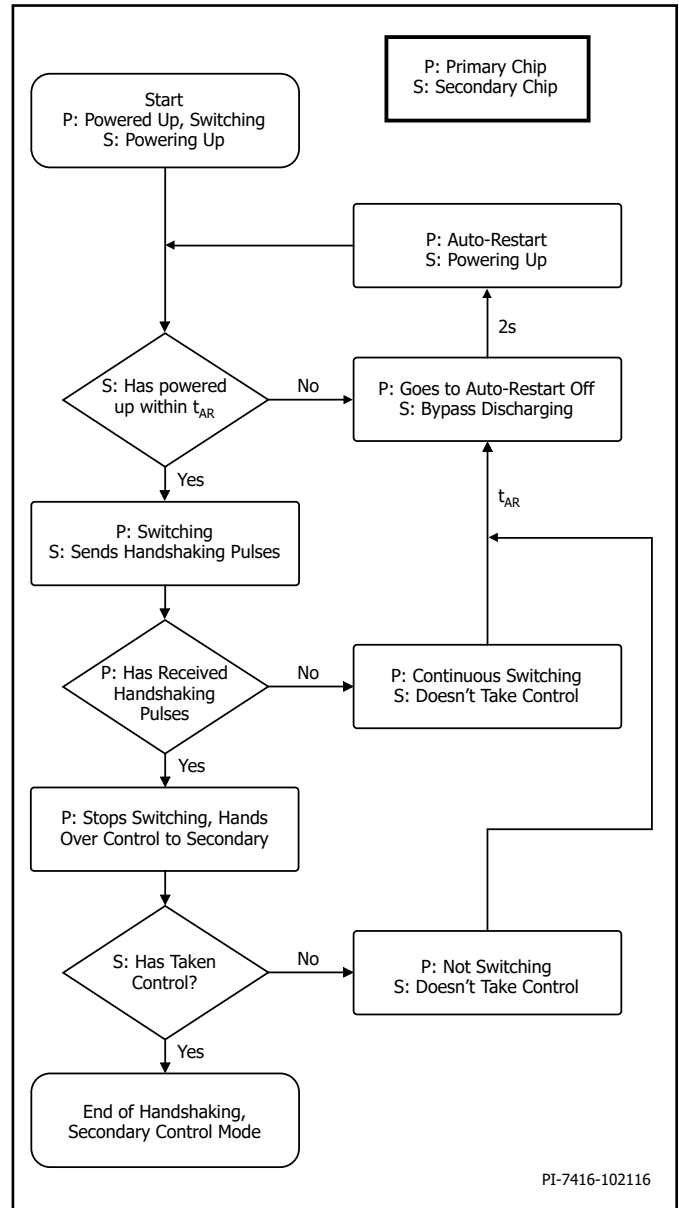 P: Primary Chip
S: Secondary Chip
Start
P: Powered Up, Switching
S: Powering Up
P: Auto-Restart
S: Powering Up
2s
S: Has powered
up within tAR
No
P: Goes to Auto-Restart Off
S: Bypass Discharging
Yes
tAR
P: Switching
S: Sends Handshaking Pulses
P: Has Received
Handshaking
Pulses
No
P: Continuous Switching
S: Doesn't Take Control
Yes
P: Stops Switching, Hands
Over Control to Secondary
S: Has Taken
Control?
No
P: Not Switching
S: Doesn't Take Control
Yes
End of Handshaking,
Secondary Control Mode
PI-7416-102116